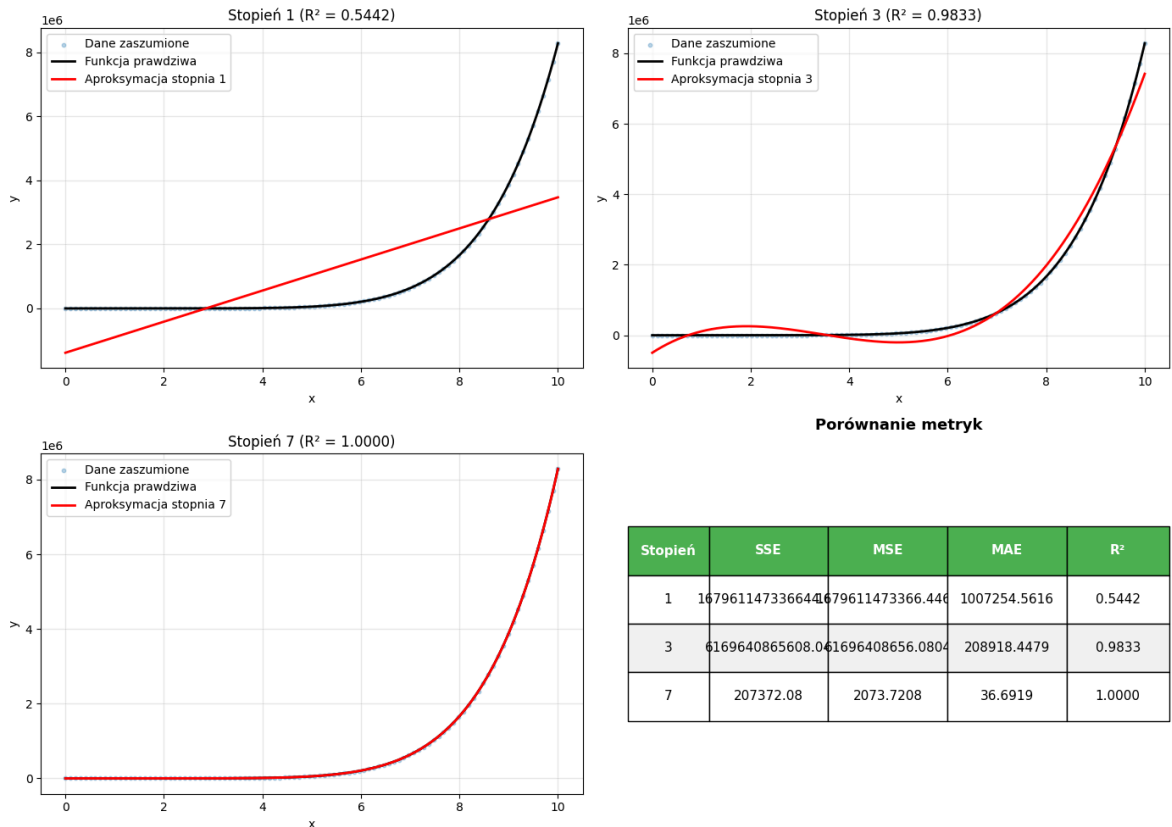 Stopień 1 (R² = 0.5442)
1e6
Dane zaszumione
Funkcja prawdziwa
Aproksymacja stopnia 1
8
6
4
2
0
y
0 2 4 6 8 10
x
Stopień 3 (R² = 0.9833)
1e6
Dane zaszumione
Funkcja prawdziwa
Aproksymacja stopnia 3
8
6
4
2
0
y
0 2 4 6 8 10
x
Stopień 7 (R² = 1.0000)
1e6
Dane zaszumione
Funkcja prawdziwa
Aproksymacja stopnia 7
8
6
4
2
0
y
0 2 4 6 8 10
x
Porównanie metryk
Stopień SSE MSE MAE R²
1 1007254.5616 0.5442
3 208918.4479 0.9833
7 207372.08 2073.7208 36.6919 1.0000